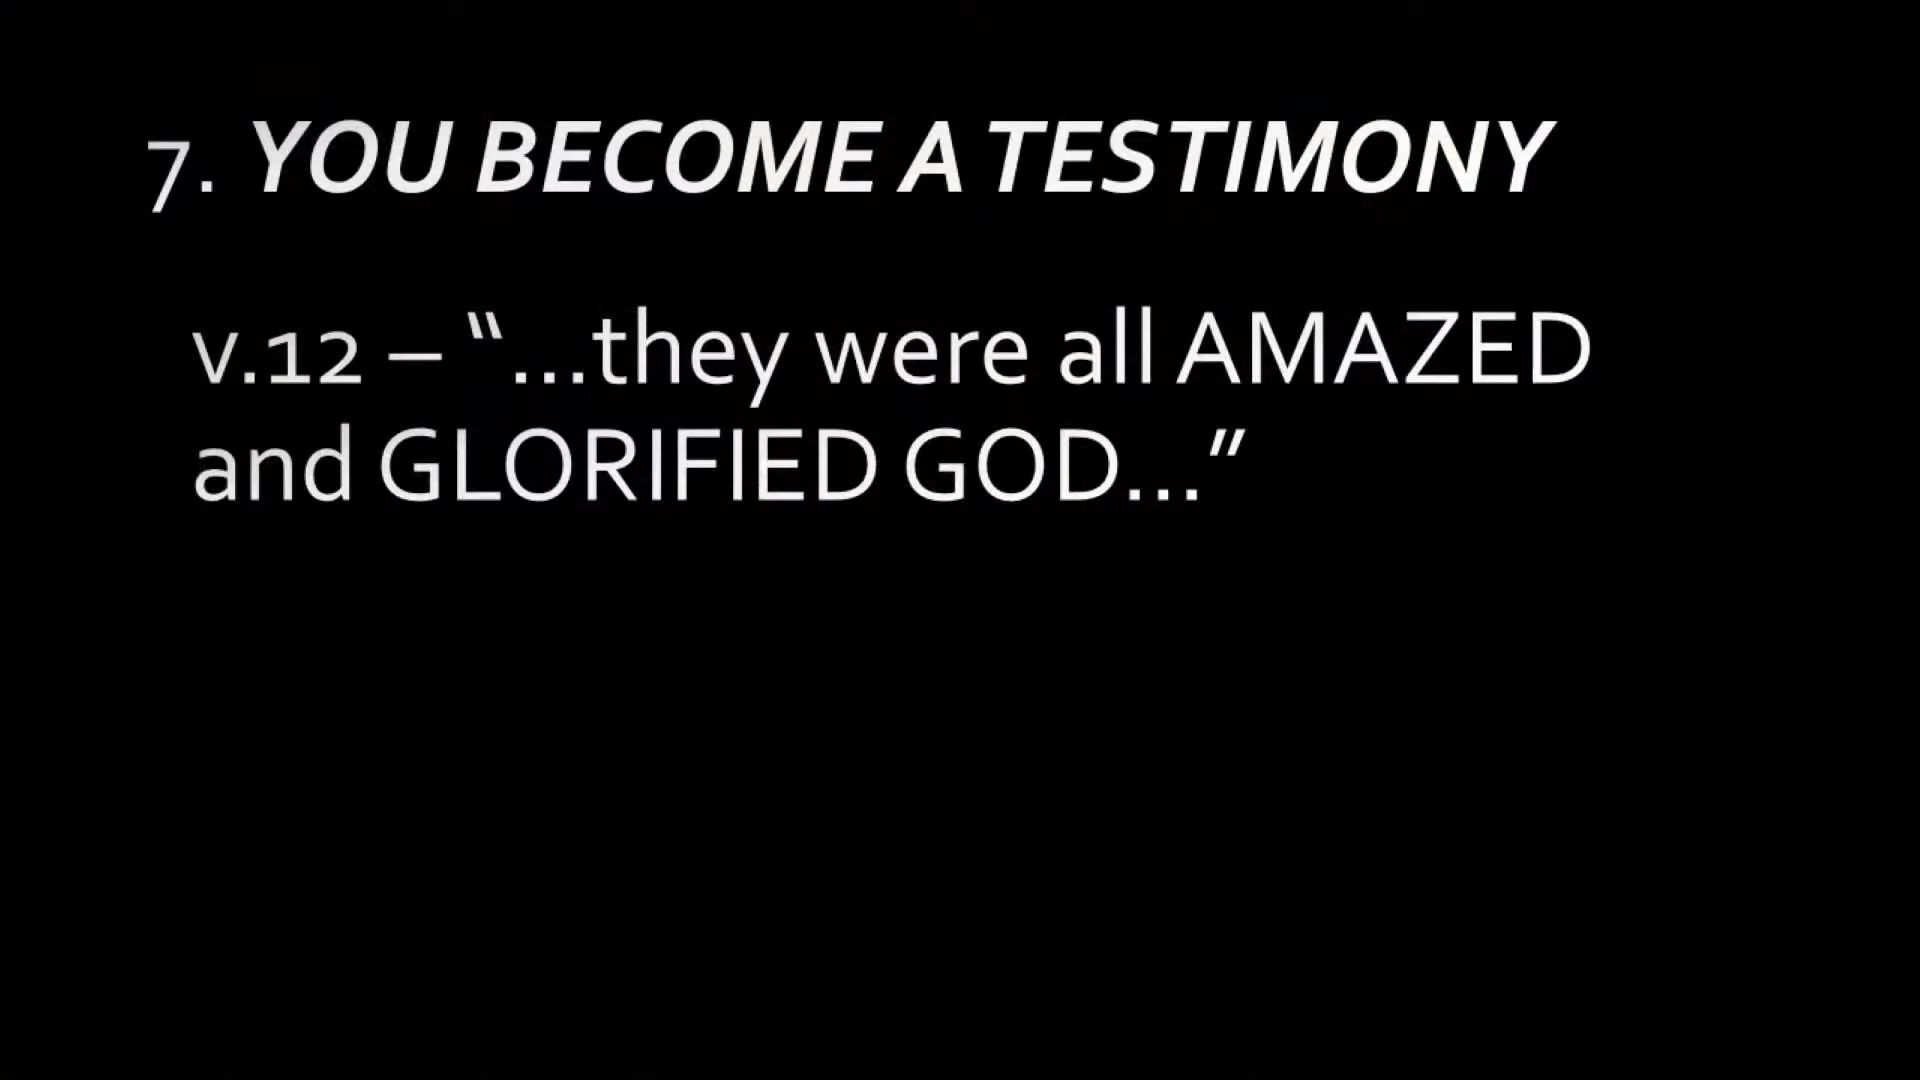 7. YOU BECOME A TESTIMONY
v.12 – “...they were all AMAZED
and GLORIFIED GOD...”